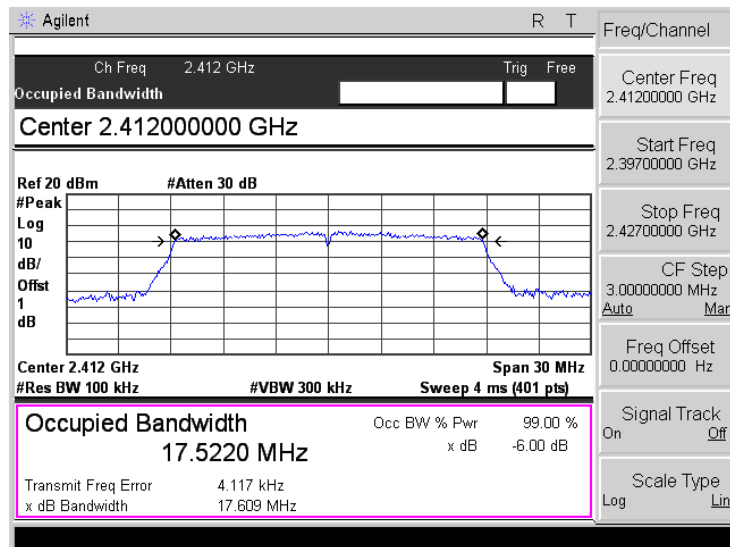 Agilent R T
Ch Freq 2.412 GHz Trig Free
Occupied Bandwidth
Center 2.412000000 GHz
Ref 20 dBm #Atten 30 dB
#Peak
Log
10
dB/
Offst
1
dB
Center 2.412 GHz Span 30 MHz
#Res BW 100 kHz #VBW 300 kHz Sweep 4 ms (401 pts)
Occupied Bandwidth
17.5220 MHz
Occ BW % Pwr 99.00 %
x dB -6.00 dB
Transmit Freq Error 4.117 kHz
x dB Bandwidth 17.609 MHz
Freq/Channel
Center Freq
2.41200000 GHz
Start Freq
2.39700000 GHz
Stop Freq
2.42700000 GHz
CF Step
3.00000000 MHz
Auto Man
Freq Offset
0.00000000 Hz
Signal Track
On Off
Scale Type
Log Lin